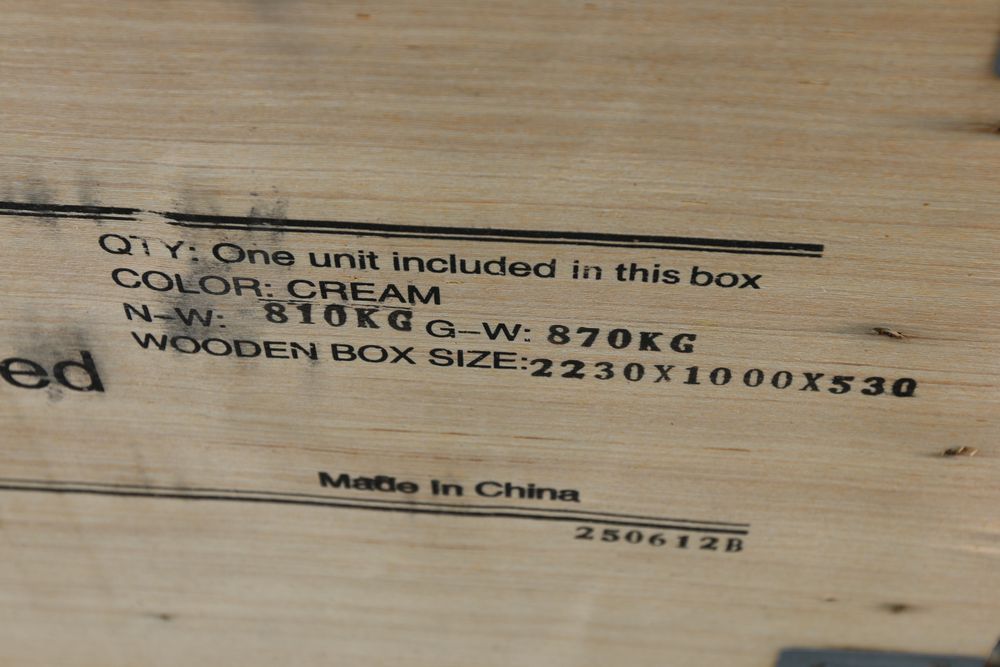 QTY: One unit included in this box
COLOR: CREAM
N-W: 810KG G-W: 870KG
WOODEN BOX SIZE:2230X1000X530
ed
Made In China
250612B